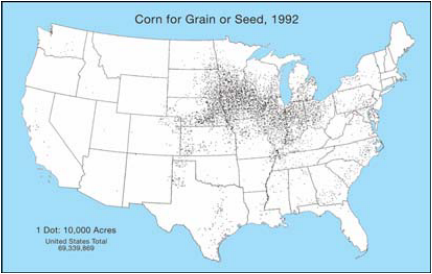 Corn for Grain or Seed, 1992
1 Dot: 10,000 Acres
United States Total
69,339,869